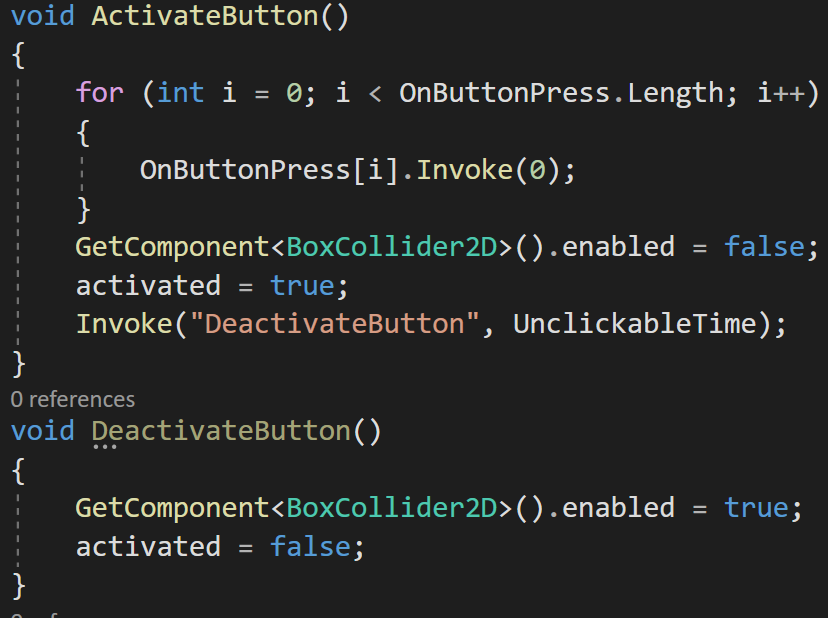 void ActivateButton()
{
for (int i = 0; i < OnButtonPress.Length; i++)
{
OnButtonPress[i].Invoke(0);
}
GetComponent<BoxCollider2D>().enabled = false;
activated = true;
Invoke("DeactivateButton", UnclickableTime);
}
0 references
void DeactivateButton()
{
GetComponent<BoxCollider2D>().enabled = true;
activated = false;
}